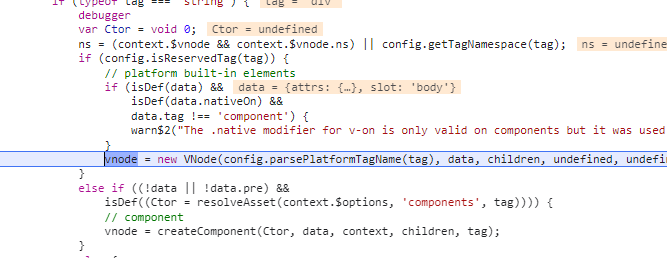 if (typeof tag === 'string') { tag = "div"
debugger
var Ctor = void 0; Ctor = undefined
ns = (context.$vnode && context.$vnode.ns) || config.getTagNamespace(tag); ns = undefine
if (config.isReservedTag(tag)) {
// platform built-in elements
if (isDef(data) && data = {attrs: {…}, slot: 'body'}
isDef(data.nativeOn) &&
data.tag !== 'component') {
warn$2("The .native modifier for v-on is only valid on components but it was used
}
vnode = new VNode(config.parsePlatformTagName(tag), data, children, undefined, undefi
}
else if ((!data || !data.pre) &&
isDef((Ctor = resolveAsset(context.$options, 'components', tag)))) {
// component
vnode = createComponent(Ctor, data, context, children, tag);
}
else {